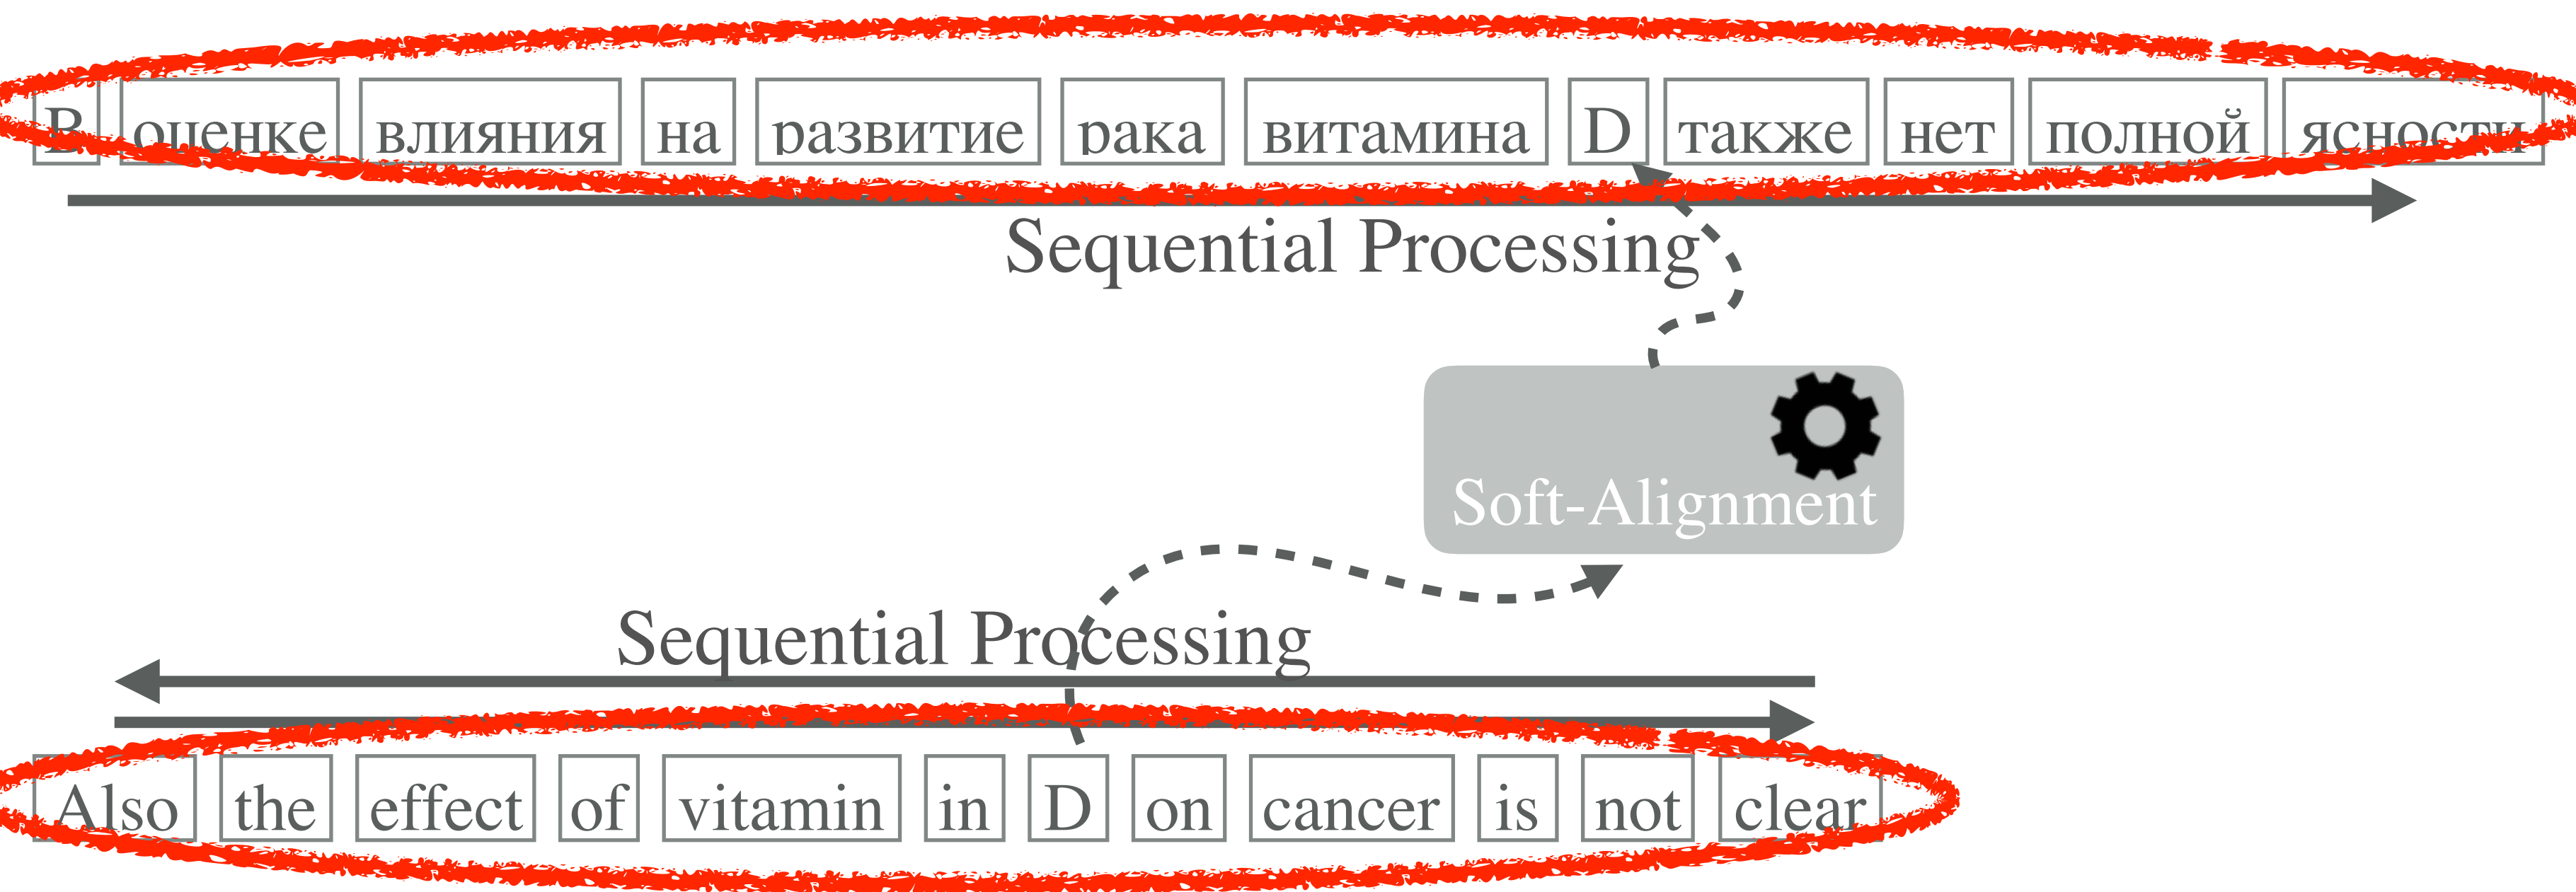 В оценке влияния на развитие рака витамина D также нет полной ясности
Sequential Processing
Soft-Alignment
Sequential Processing
Also the effect of vitamin in D on cancer is not clear